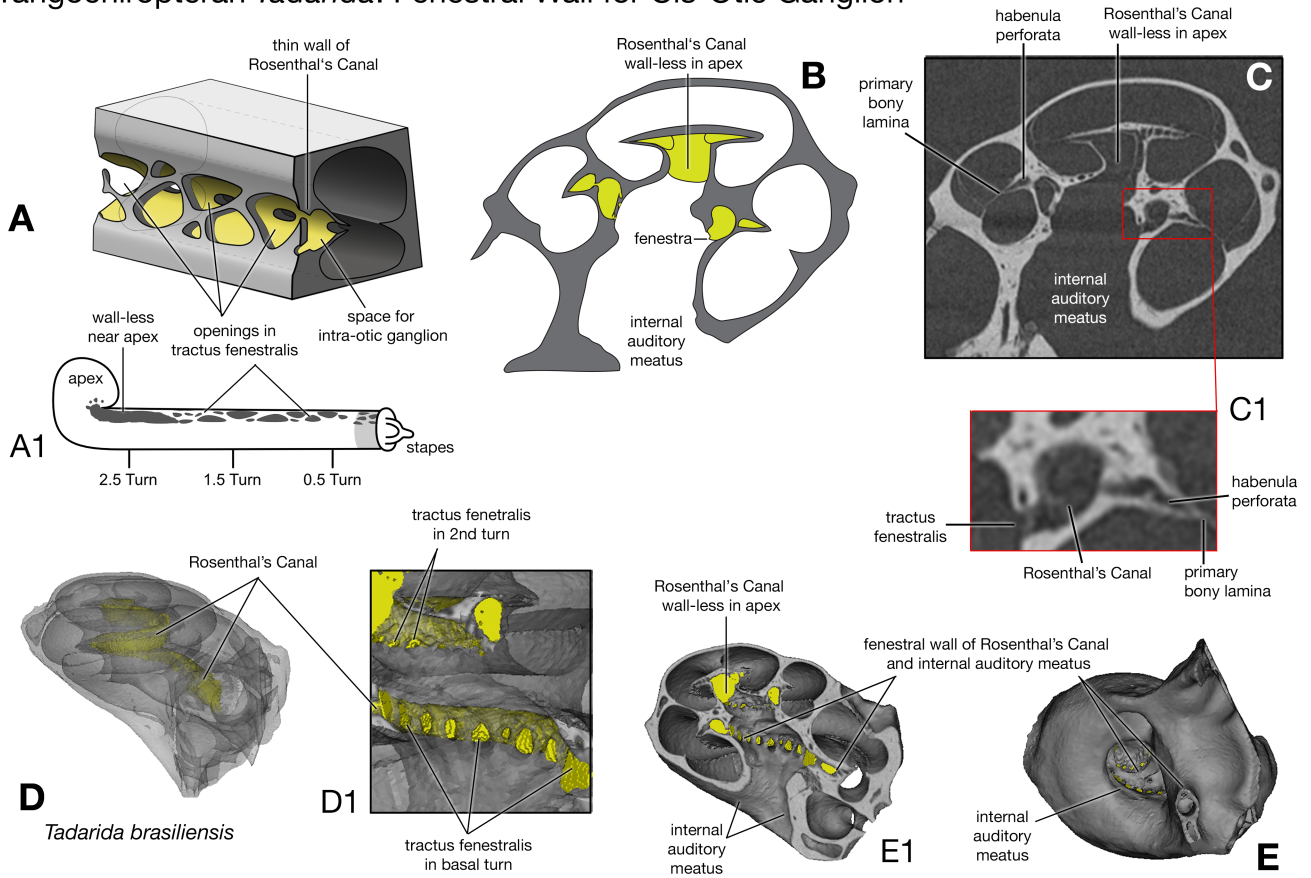 thin wall of
Rosenthal's Canal
A
openings in
tractus fenestralis
space for
intra-otic ganglion
wall-less
near apex
apex
A1
stapes
2.5 Turn
1.5 Turn
0.5 Turn
Rosenthal‘s Canal
wall-less in apex
B
fenestra
internal
auditory
meatus
habenula
perforata
Rosenthal’s Canal
wall-less in apex
primary
bony
lamina
C
internal
auditory
meatus
C1
tractus
fenestralis
habenula
perforata
Rosenthal’s Canal
primary
bony lamina
Rosenthal’s Canal
D
Tadarida brasiliensis
tractus fenetralis
in 2nd turn
D1
tractus fenestralis
in basal turn
Rosenthal’s Canal
wall-less in apex
fenestral wall of Rosenthal’s Canal
and internal auditory meatus
internal
auditory
meatus
E1
internal
auditory
meatus
E